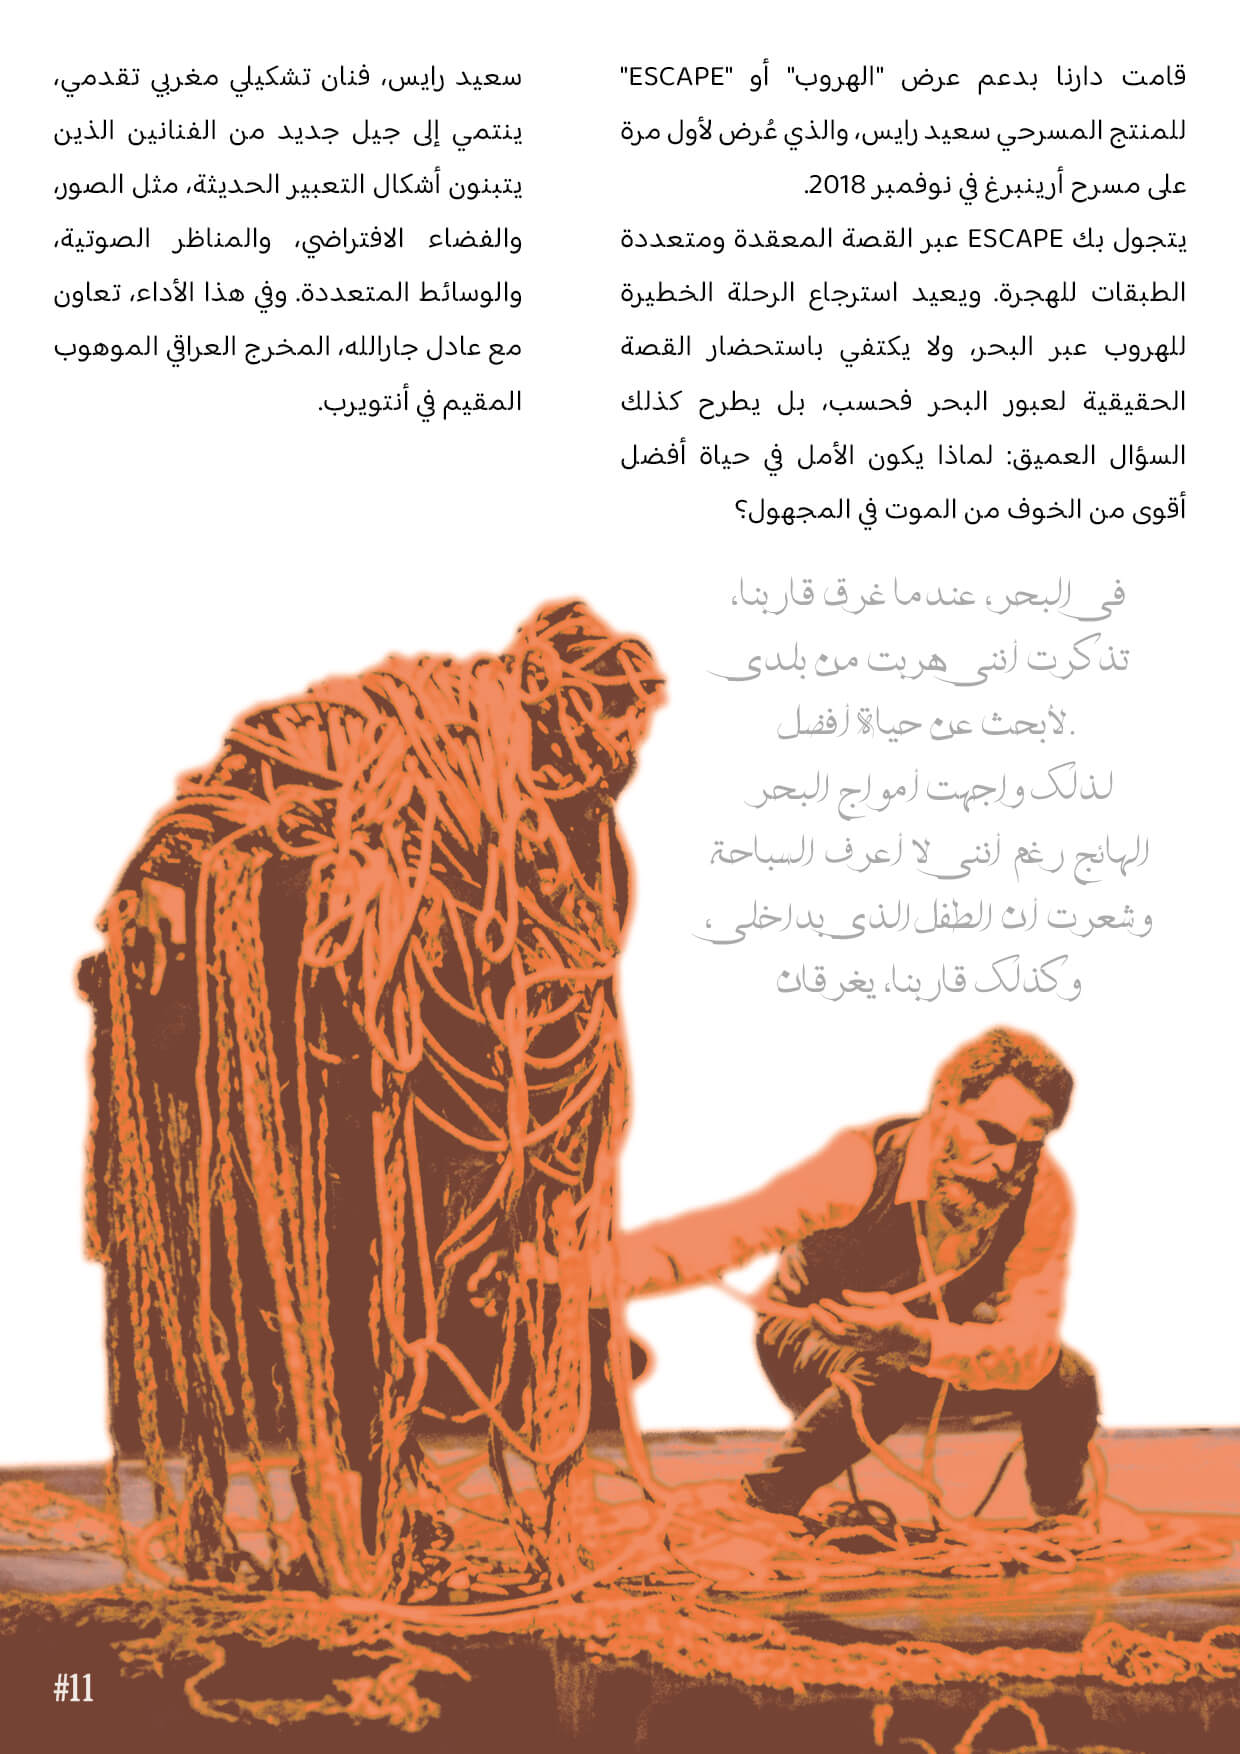 قامت دارنا بدعم عرض "الهروب" أو "ESCAPE"
للمنتج المسرحي سعيد رايس، والذي عُرض لأول مرة
على مسرح أرينبرغ في نوفمبر 2018.
يتجول بك ESCAPE عبر القصة المعقدة ومتعددة
الطبقات للهجرة. ويعيد استرجاع الرحلة الخطيرة
للهروب عبر البحر، ولا يكتفي باستحضار القصة
الحقيقية لعبور البحر فحسب، بل يطرح كذلك
السؤال العميق: لماذا يكون الأمل في حياة أفضل
أقوى من الخوف من الموت في المجهول؟
سعيد رايس، فنان تشكيلي مغربي تقدمي،
ينتمي إلى جيل جديد من الفنانين الذين
يتبنون أشكال التعبير الحديثة، مثل الصور،
والفضاء الافتراضي، والمناظر الصوتية،
والوسائط المتعددة. وفي هذا الأداء، تعاون
مع عادل جارالله، المخرج العراقي الموهوب
المقيم في أنتويرب.
في البحر، عندما غرق قاربنا،
تذكرت أنني هربت من بلدي
.لأبحث عن حياة أفضل
لذلك واجهت أمواج البحر
الهائج رغم أنني لا أعرف السباحة
وشعرت أن الطفل الذي بداخلي،
وكذلك قاربنا، يغرقان
#11